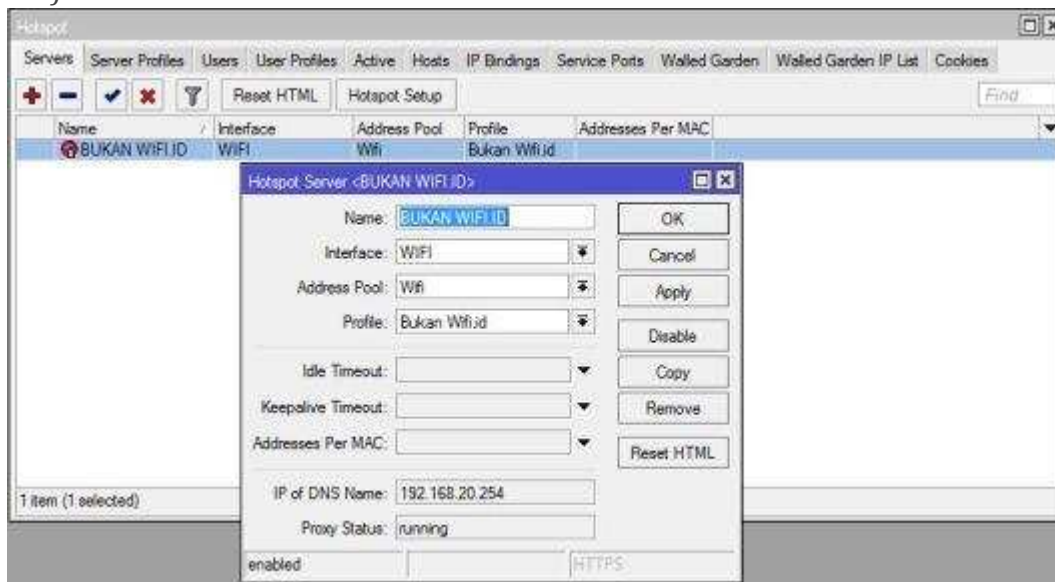 Hotspot
Servers Server Profiles Users User Profiles Active Hosts IP Bindings Service Ports Walled Garden Walled Garden IP List Cookies
Reset HTML Hotspot Setup Find
Name Interface Address Pool Profile Addresses Per MAC
BUKAN WIFI.ID WIFI Wifi Bukan Wifi.id
Hotspot Server <BUKAN WIFI.ID>
Name: BUKAN WIFI.ID OK
Interface: WIFI Cancel
Address Pool: Wifi Apply
Profile: Bukan Wifi.id
Disable
Idle Timeout: Copy
Keepalive Timeout: Remove
Addresses Per MAC:
Reset HTML
IP of DNS Name: 192.168.20.254
1 item (1 selected)
Proxy Status: running
enabled HTTPS